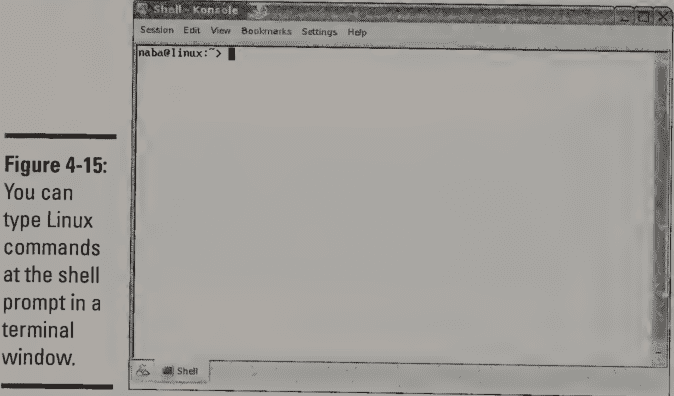 Shell - Konsole
Session Edit View Bookmarks Settings Help
naba@linux:~>
Shell
Figure 4-15:
You can
type Linux
commands
at the shell
prompt in a
terminal
window.